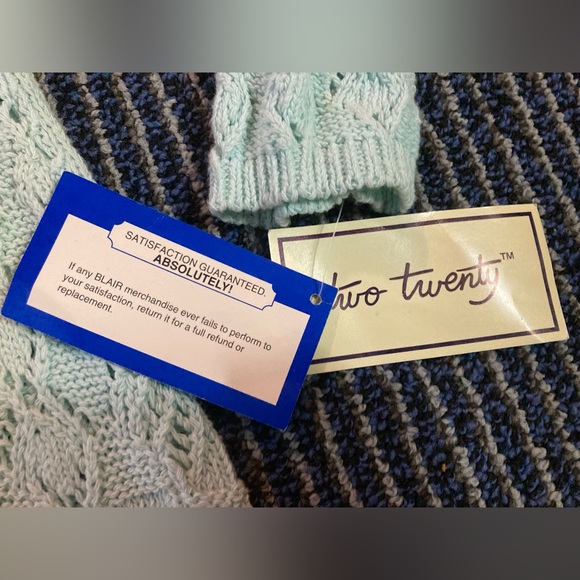 SATISFACTION GUARANTEED,
ABSOLUTELY!
If any BLAIR merchandise ever fails to perform to
your satisfaction, return it for a full refund or
replacement.
two twenty™